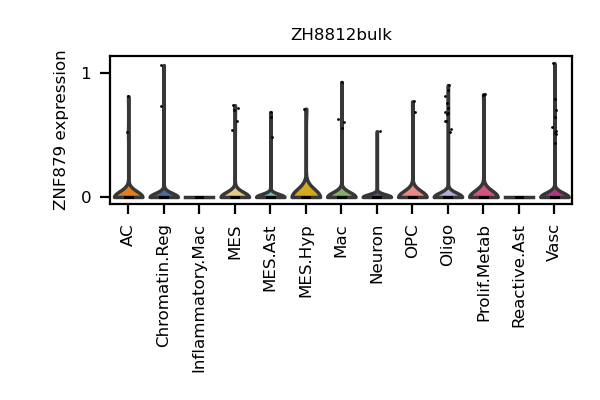 ZH8812bulk
ZNF879 expression
1
0
AC
Chromatin.Reg
Inflammatory.Mac
MES
MES.Ast
MES.Hyp
Mac
Neuron
OPC
Oligo
Prolif.Metab
Reactive.Ast
Vasc